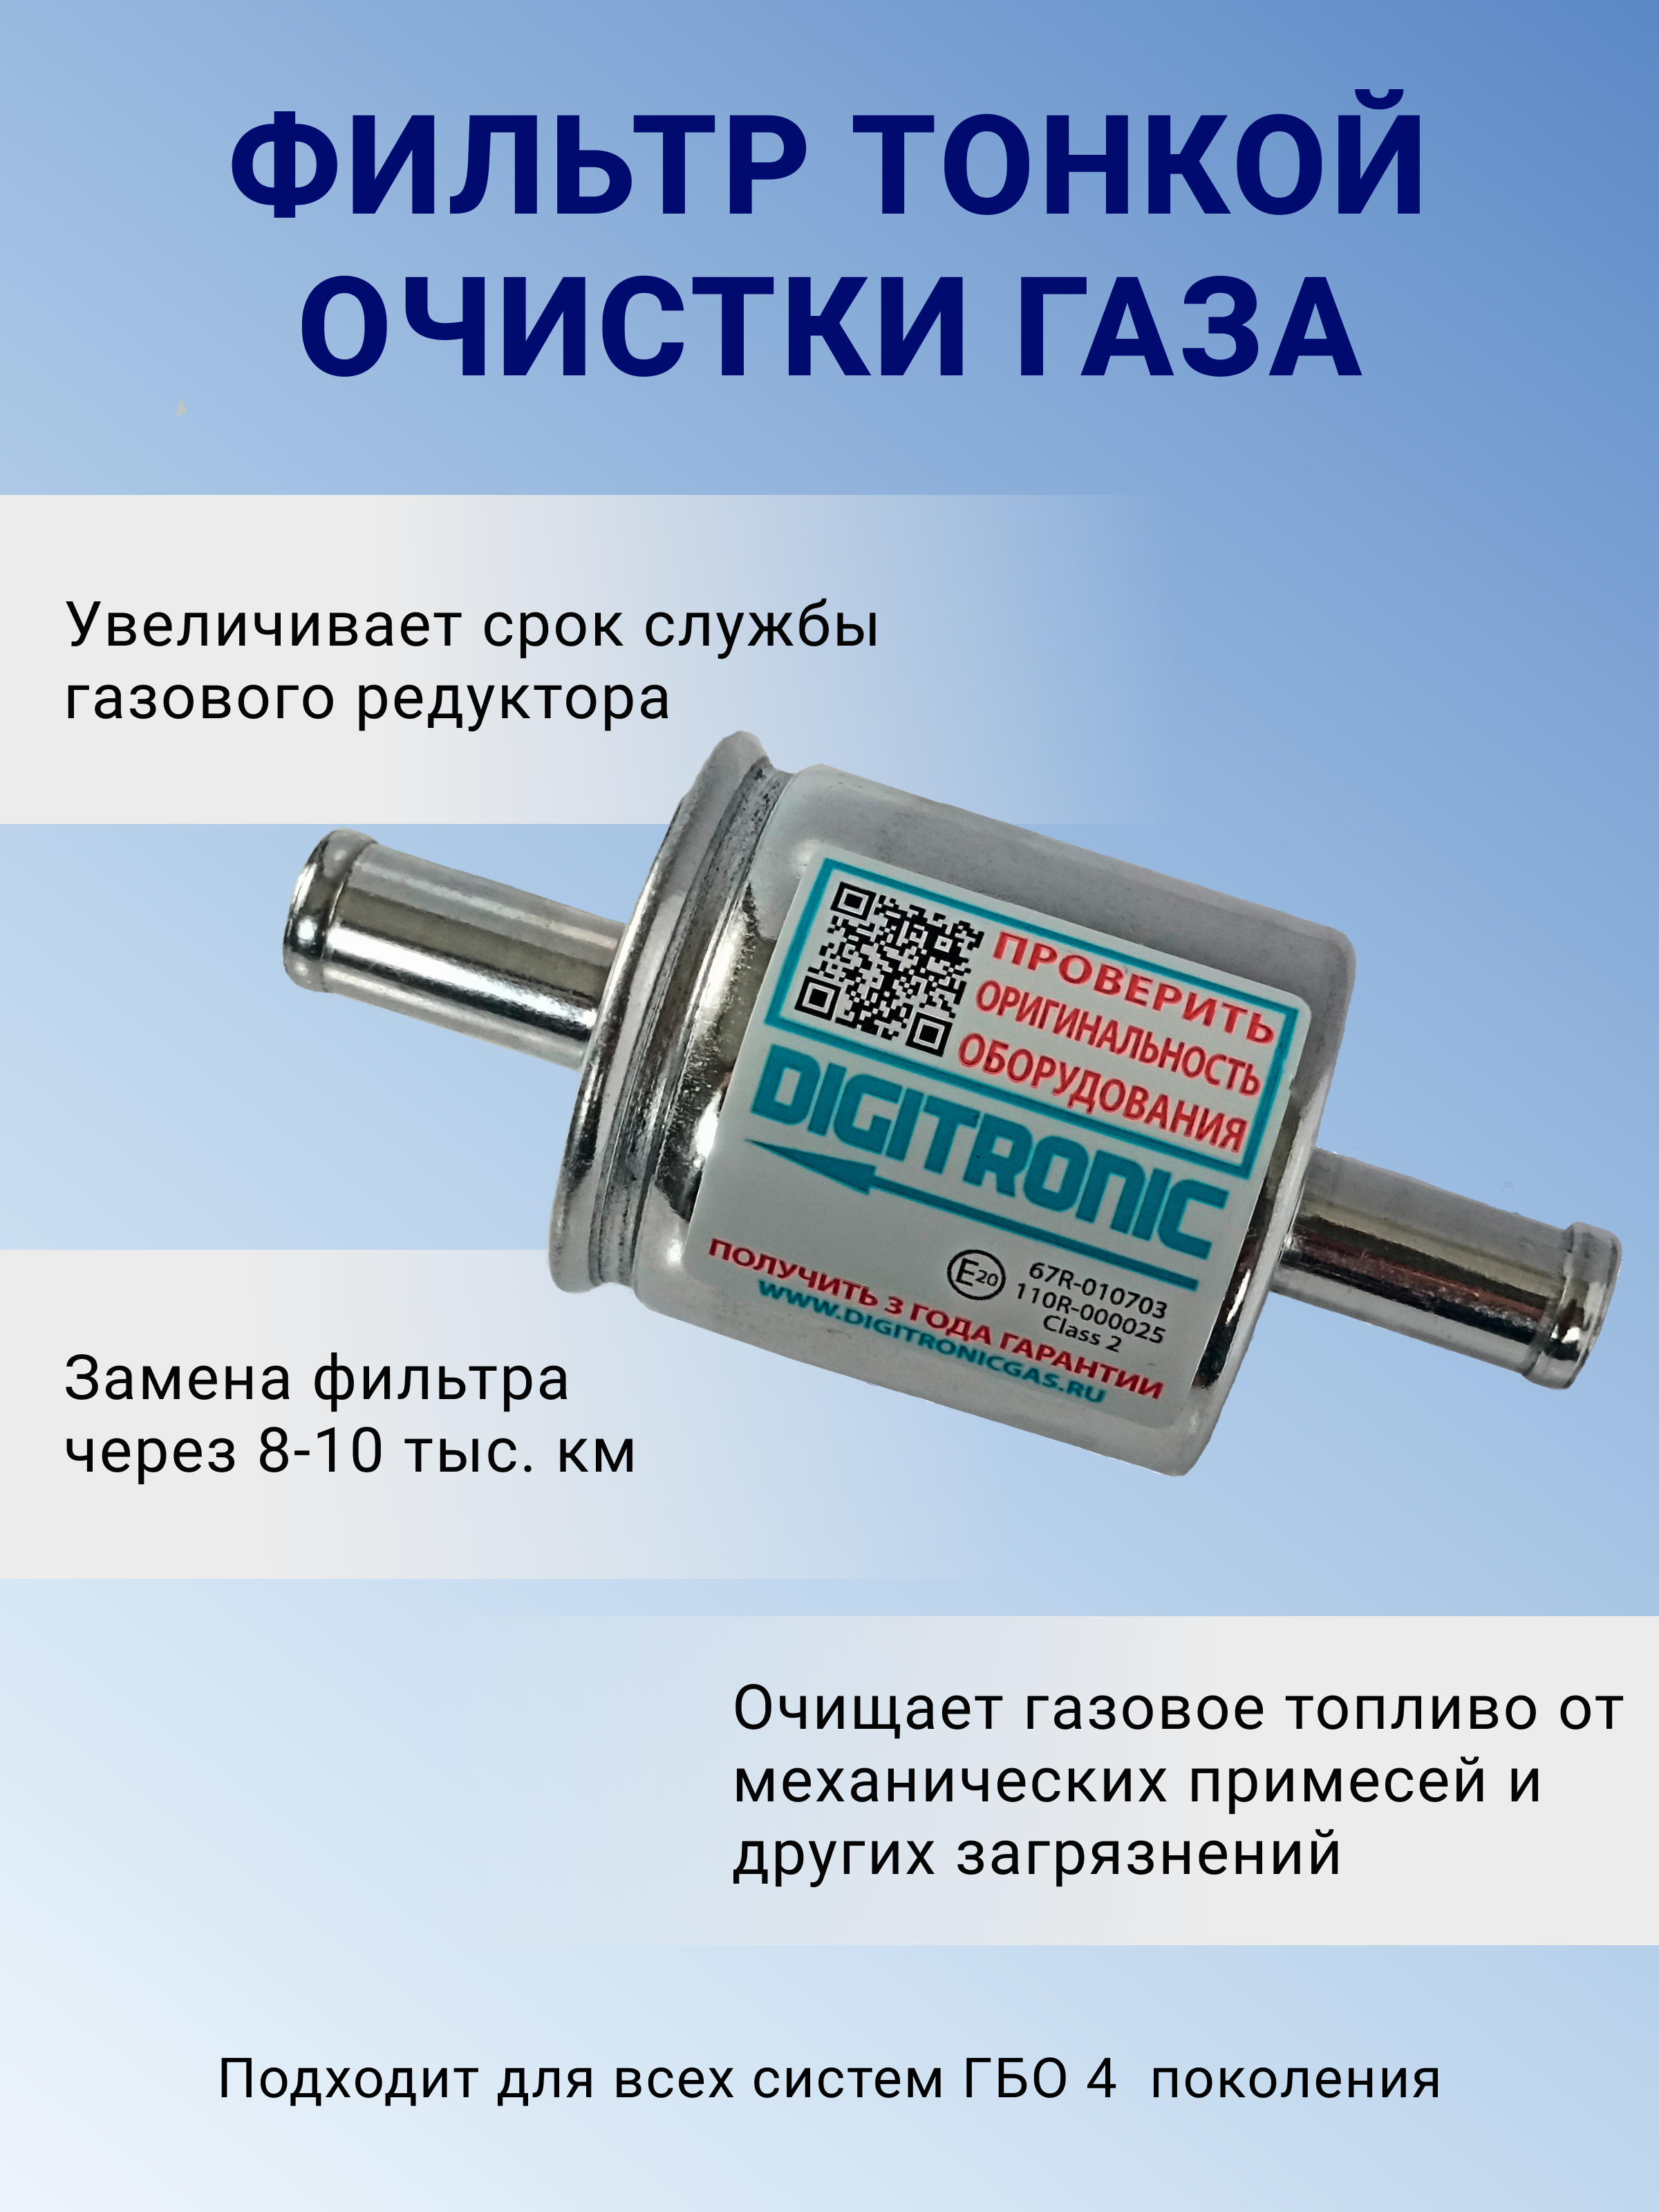 ФИЛЬТР ТОНКОЙ
ОЧИСТКИ ГАЗА
Увеличивает срок службы
газового редуктора
ПРОВЕРИТЬ
ОРИГИНАЛЬНОСТЬ
ОБОРУДОВАНИЯ
DIGITRONIC
E20
67R-010703
110R-000025
Class 2
ПОЛУЧИТЬ 3 ГОДА ГАРАНТИИ
WWW.DIGITRONICGAS.RU
Замена фильтра
через 8-10 тыс. км
Очищает газовое топливо от
механических примесей и
других загрязнений
Подходит для всех систем ГБО 4  поколения